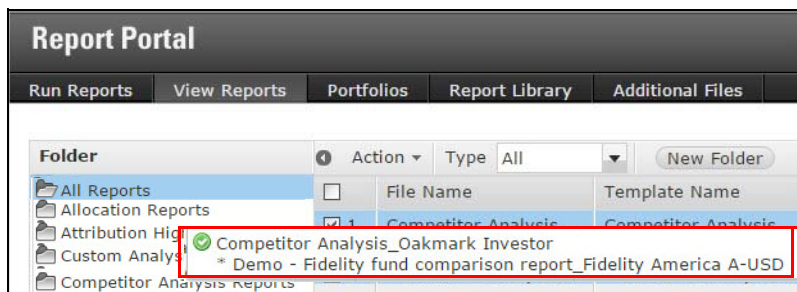 Report Portal
Run Reports View Reports Portfolios Report Library Additional Files
Folder Action Type All New Folder
All Reports File Name Template Name
Allocation Reports
Attribution 1 Competitor Analysis Competitor Analysis
Competitor Analysis_Oakmark Investor
Custom
* Demo - Fidelity fund comparison report_Fidelity America A-USD
Competitor Analysis Reports